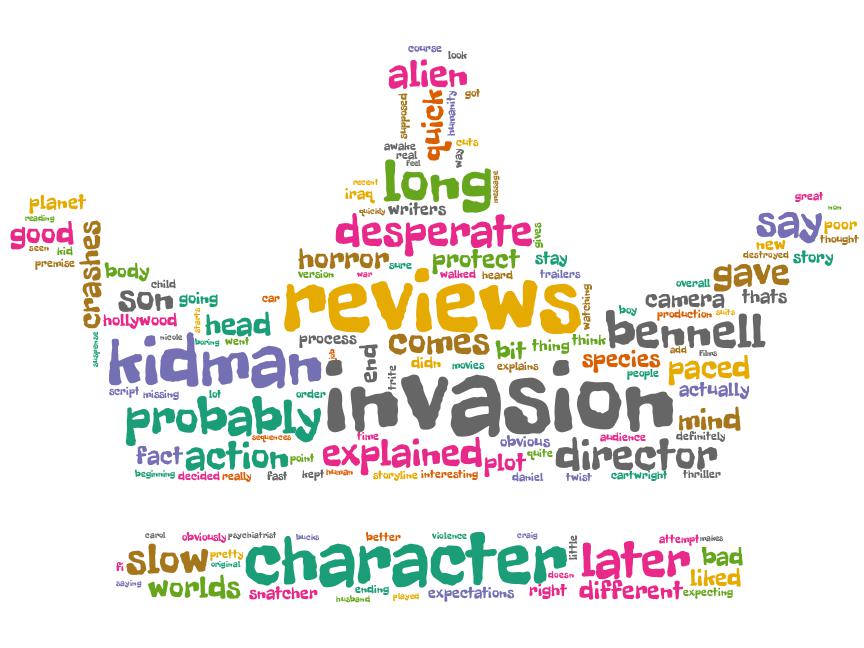 course look
alien
supposed quick humanity got
awake real feel way cuts
recent long message
iraq
quickly writers
planet
reading
good
seen kid
premise
crashes
desperate gives
great
non
say poor
thought
new
destroyed story
horror sure protect stay
version war walked heard trailers
body
child
son going car
hollywood starts head
suspense nicole boring went
reviews watching
overall gave
camera thats
boy production suits
bennell
process comes bit thing think
kidman job end trite didn movies explains species add films
people paced
script missing lot order invasion actually
probably mind
sequences time obvious audience definitely
fact action point explained plot quite director
beginning decided really fast kept human storyline interesting daniel twist cartwright thriller
carol obviously psychiatrist bucks better violence craig little attempt makes
fi slow pretty original character doesn later bad
saying worlds snatcher ending expectations right different liked expecting
husband played